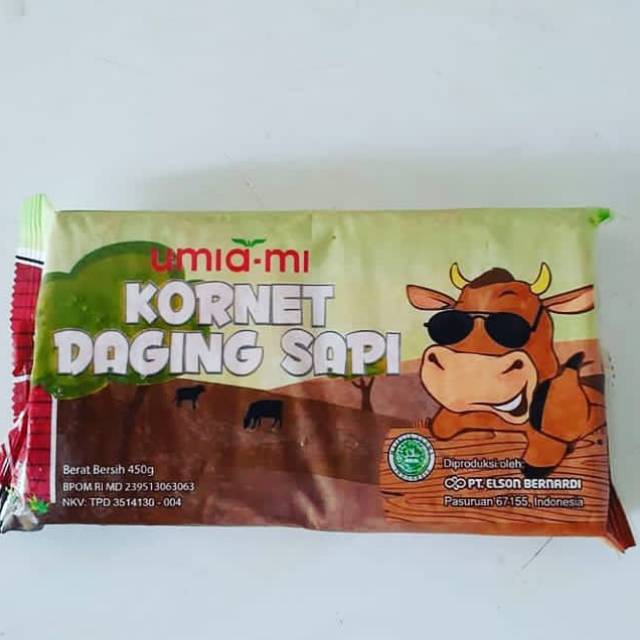 umia-mi
KORNET
DAGING SAPI
Berat Bersih 450g
BPOM RI MD 239513063063
NKV: TPD 3514130 - 004
Diproduksi oleh:
PT. ELSON BERNARDI
Pasuruan 67155, Indonesia